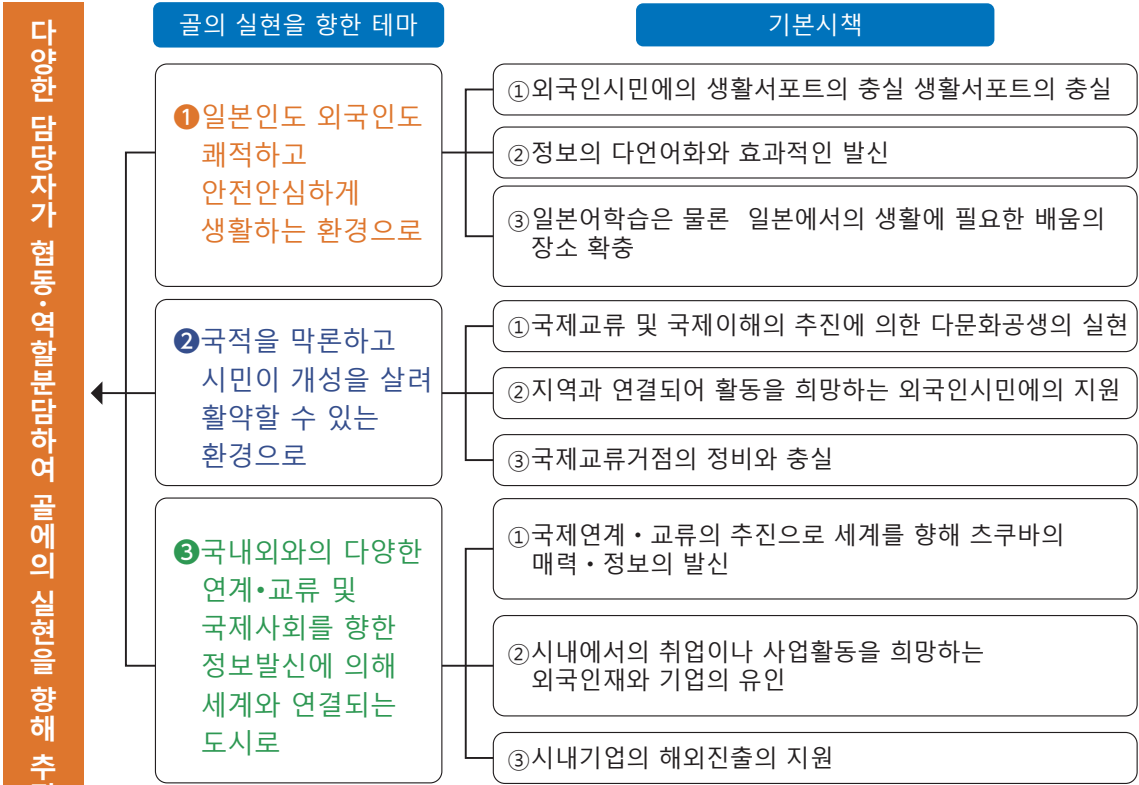 다양한 담당자가 협동·역할분담하여 골에의 실현을 향해
골의 실현을 향한 테마
기본시책
❶일본인도 외국인도
쾌적하고
안전안심하게
생활하는 환경으로
①외국인시민에의 생활서포트의 충실 생활서포트의 충실
②정보의 다언어화와 효과적인 발신
③일본어학습은 물론 일본에서의 생활에 필요한 배움의
장소 확충
❷국적을 막론하고
시민이 개성을 살려
활약할 수 있는
환경으로
①국제교류 및 국제이해의 추진에 의한 다문화공생의 실현
②지역과 연결되어 활동을 희망하는 외국인시민에의 지원
③국제교류거점의 정비와 충실
❸국내외와의 다양한
연계•교류 및
국제사회를 향한
정보발신에 의해
세계와 연결되는
도시로
①국제연계・교류의 추진으로 세계를 향해 츠쿠바의
매력・정보의 발신
②시내에서의 취업이나 사업활동을 희망하는
외국인재와 기업의 유인
③시내기업의 해외진출의 지원